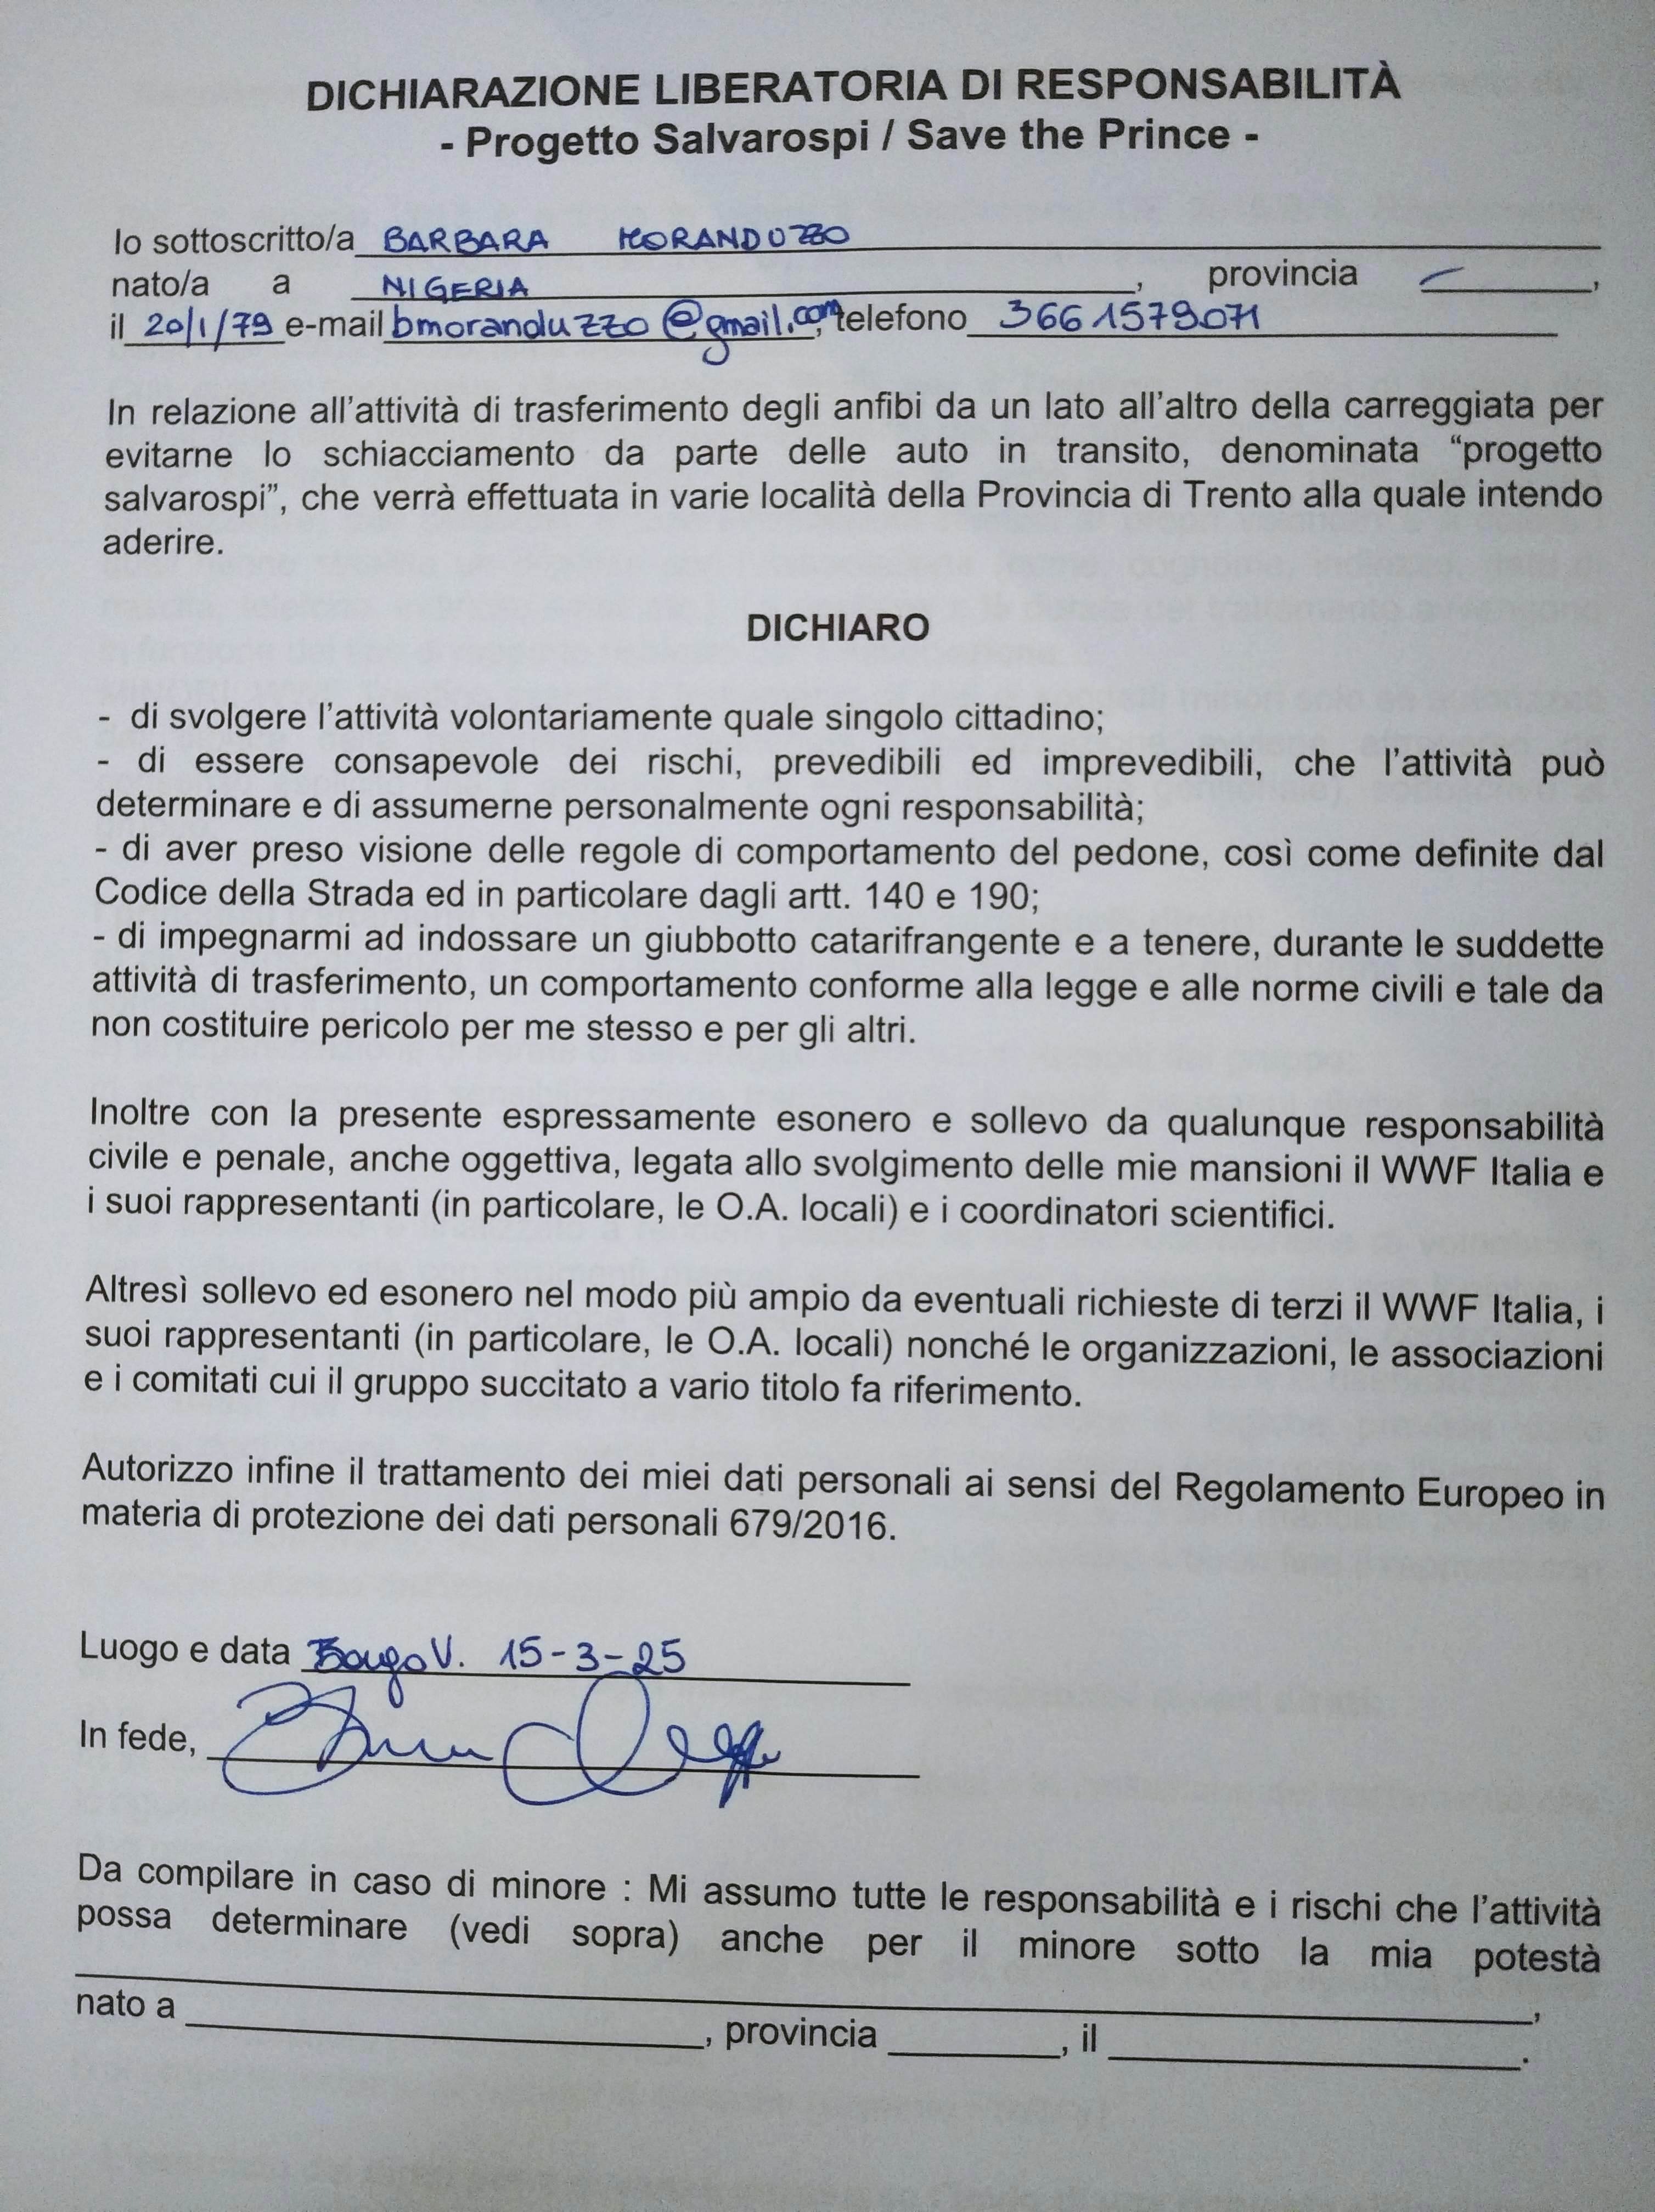 DICHIARAZIONE LIBERATORIA DI RESPONSABILITÀ
- Progetto Salvarospi / Save the Prince -
Io sottoscritto/a BARBARA MORANDUZZO
nato/a a NIGERIA, provincia —,
il 20/1/79 e-mail bmoranduzzo@gmail.com, telefono 3661579071
In relazione all'attività di trasferimento degli anfibi da un lato all'altro della carreggiata per
evitarne lo schiacciamento da parte delle auto in transito, denominata “progetto
salvarospi”, che verrà effettuata in varie località della Provincia di Trento alla quale intendo
aderire.
DICHIARO
- di svolgere l'attività volontariamente quale singolo cittadino;
- di essere consapevole dei rischi, prevedibili ed imprevedibili, che l'attività può
determinare e di assumerne personalmente ogni responsabilità;
- di aver preso visione delle regole di comportamento del pedone, così come definite dal
Codice della Strada ed in particolare dagli artt. 140 e 190;
- di impegnarmi ad indossare un giubbotto catarifrangente e a tenere, durante le suddette
attività di trasferimento, un comportamento conforme alla legge e alle norme civili e tale da
non costituire pericolo per me stesso e per gli altri.
Inoltre con la presente espressamente esonero e sollevo da qualunque responsabilità
civile e penale, anche oggettiva, legata allo svolgimento delle mie mansioni il WWF Italia e
i suoi rappresentanti (in particolare, le O.A. locali) e i coordinatori scientifici.
Altresì sollevo ed esonero nel modo più ampio da eventuali richieste di terzi il WWF Italia, i
suoi rappresentanti (in particolare, le O.A. locali) nonché le organizzazioni, le associazioni
e i comitati cui il gruppo succitato a vario titolo fa riferimento.
Autorizzo infine il trattamento dei miei dati personali ai sensi del Regolamento Europeo in
materia di protezione dei dati personali 679/2016.
Luogo e data Borgo V. 15-3-25
In fede,
Da compilare in caso di minore : Mi assumo tutte le responsabilità e i rischi che l'attività
possa determinare (vedi sopra) anche per il minore sotto la mia potestà
,
nato a , provincia , il .